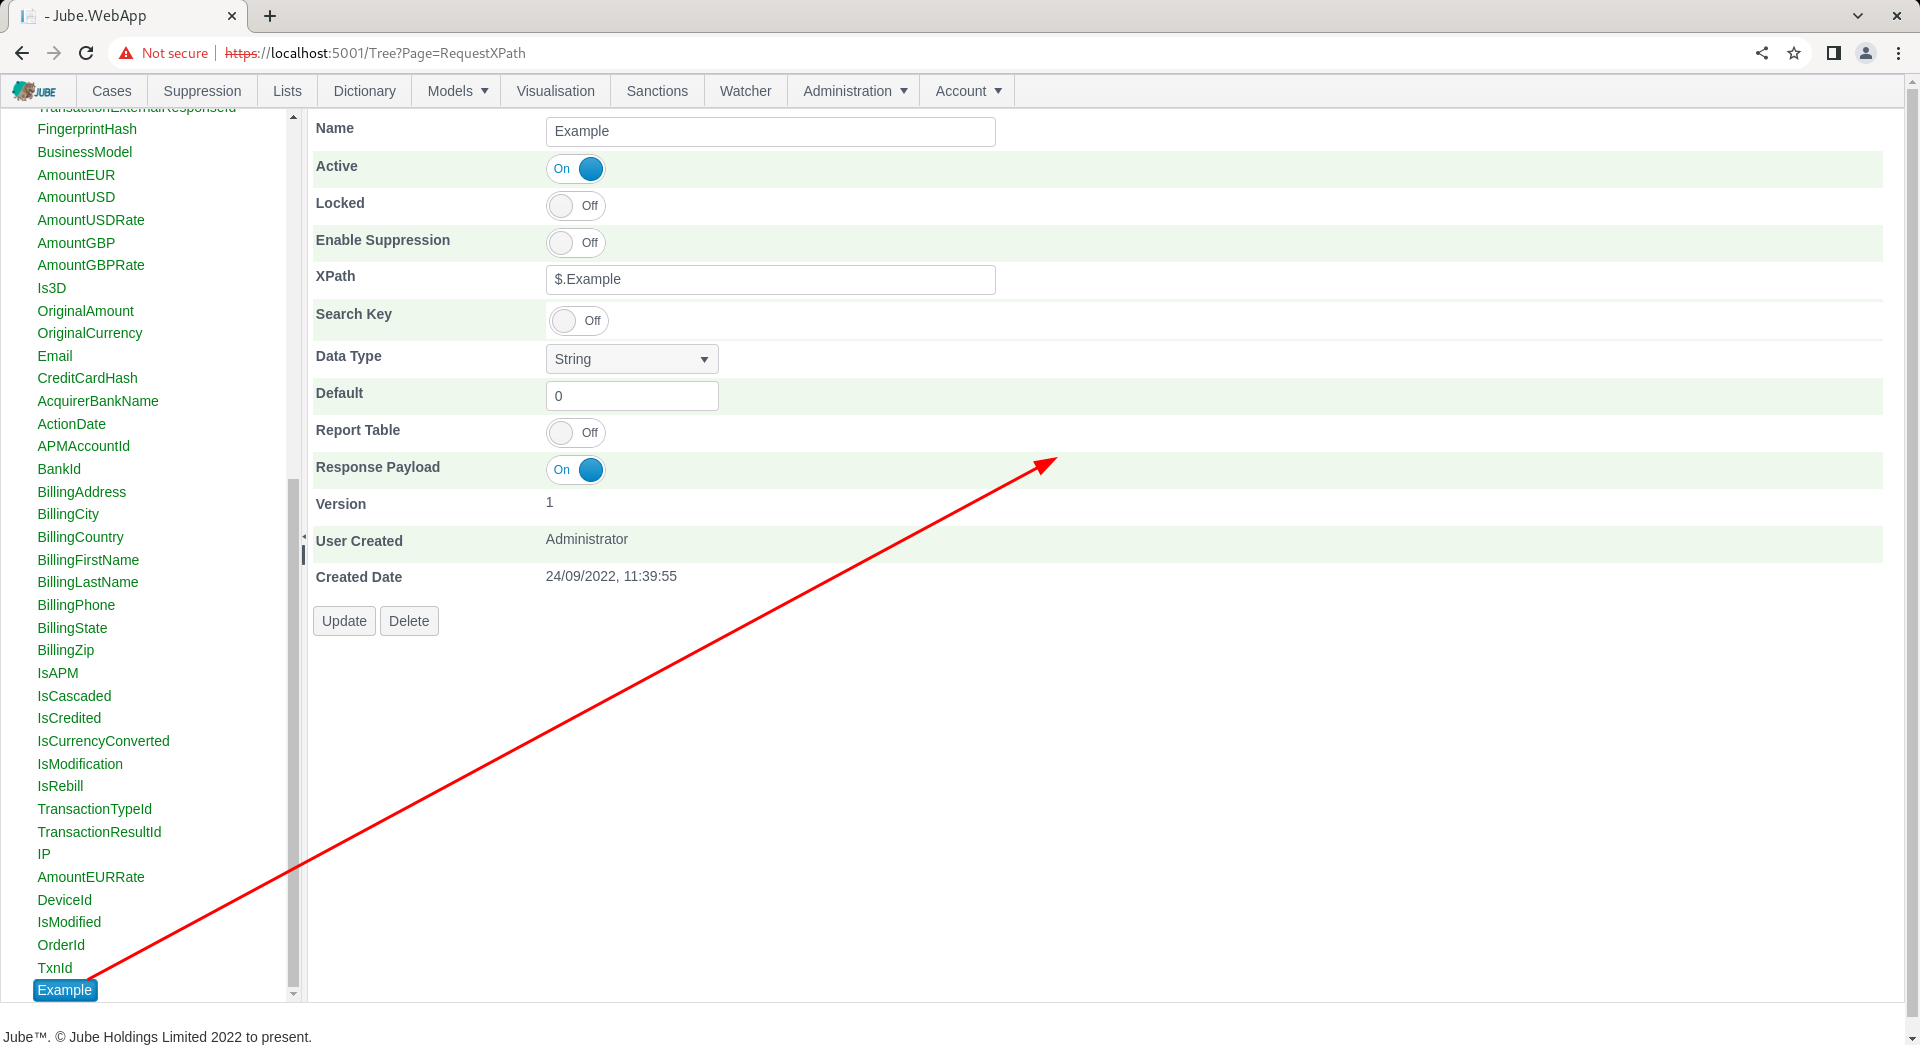 - Jube.WebApp
Not secure https://localhost:5001/Tree?Page=RequestXPath
JUBE Cases Suppression Lists Dictionary Models Visualisation Sanctions Watcher Administration Account
TransactionExternalResponseId
FingerprintHash
BusinessModel
AmountEUR
AmountUSD
AmountUSDRate
AmountGBP
AmountGBPRate
Is3D
OriginalAmount
OriginalCurrency
Email
CreditCardHash
AcquirerBankName
ActionDate
APMAccountId
BankId
BillingAddress
BillingCity
BillingCountry
BillingFirstName
BillingLastName
BillingPhone
BillingState
BillingZip
IsAPM
IsCascaded
IsCredited
IsCurrencyConverted
IsModification
IsRebill
TransactionTypeId
TransactionResultId
IP
AmountEURRate
DeviceId
IsModified
OrderId
TxnId
Example
Name Example
Active On
Locked Off
Enable Suppression Off
XPath $.Example
Search Key Off
Data Type String
Default 0
Report Table Off
Response Payload On
Version 1
User Created Administrator
Created Date 24/09/2022, 11:39:55
Update Delete
Jube™. © Jube Holdings Limited 2022 to present.